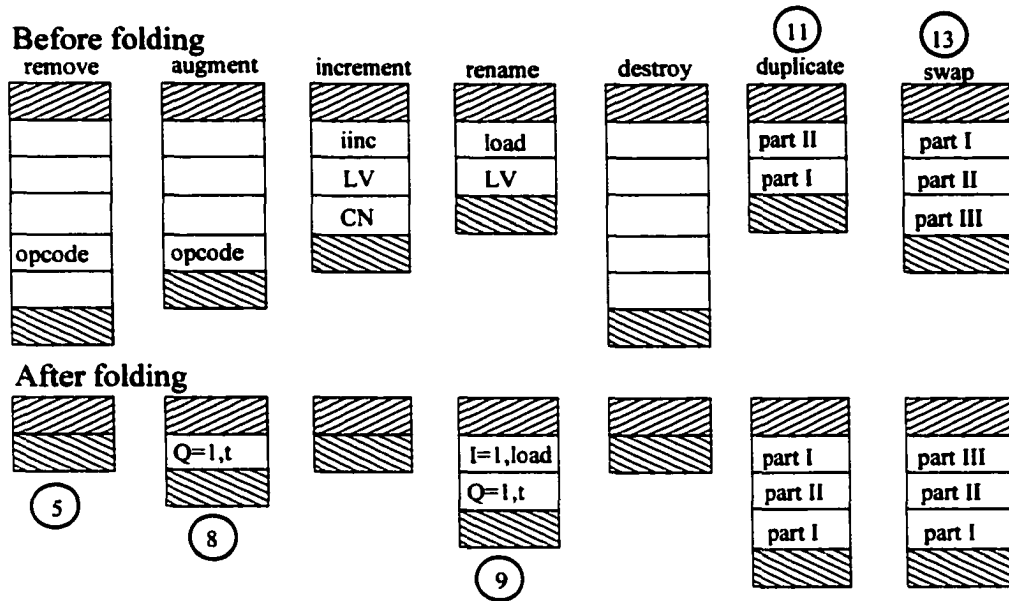 Before folding
11
13
remove augment increment rename destroy duplicate swap
iinc load part II part I
LV LV part I part II
CN part III
opcode opcode
After folding
Q=1,t I=1,load part I part III
Q=1,t part II part II
5 8 part I part I
9